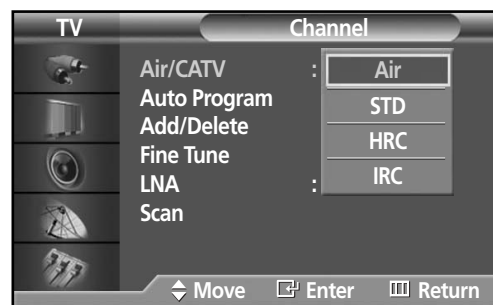 TV Channel
Air/CATV : Air
Auto Program STD
Add/Delete HRC
Fine Tune
LNA : IRC
Scan
Move Enter Return